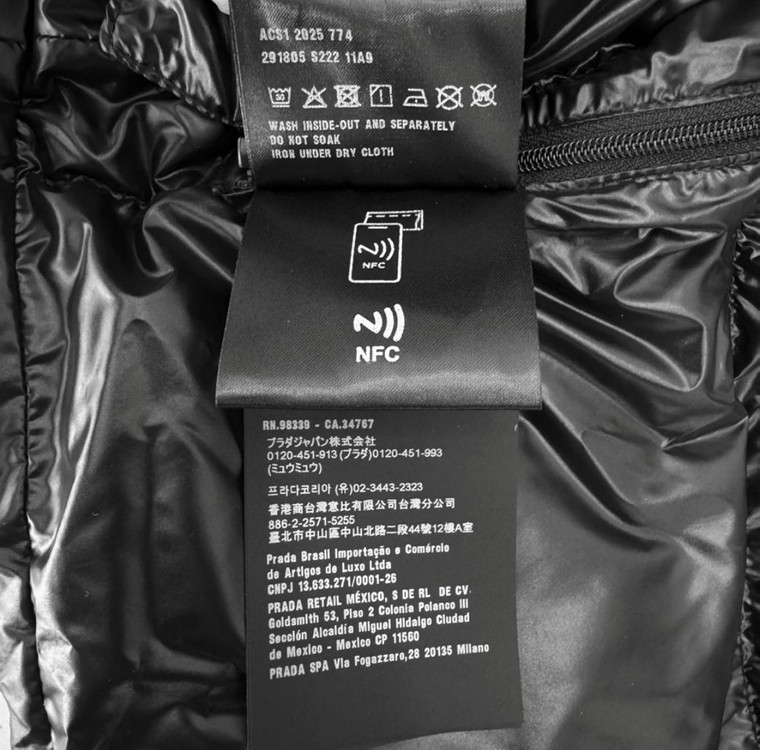 ACS1 2025 774
291805 S222 11A9
30
WASH INSIDE-OUT AND SEPARATELY
DO NOT SOAK
IRON UNDER DRY CLOTH
NFC
NFC
RN.98339 - CA.34767
プラダジャパン株式会社
0120-451-913 (プラダ)0120-451-993
(ミュウミュウ)
프라다코리아 (유)02-3443-2323
香港商台灣意比有限公司台灣分公司
886-2-2571-5255
臺北市中山區中山北路二段44號12樓A室
Prada Brasil Importação e Comércio
de Artigos de Luxo Ltda
CNPJ 13.633.271/0001-26
PRADA RETAIL MÉXICO, S DE RL DE CV.
Goldsmith 53, Piso 2 Colonia Polanco III
Sección Alcaldía Miguel Hidalgo Ciudad
de Mexico - Mexico CP 11560
PRADA SPA Via Fogazzaro,28 20135 Milano